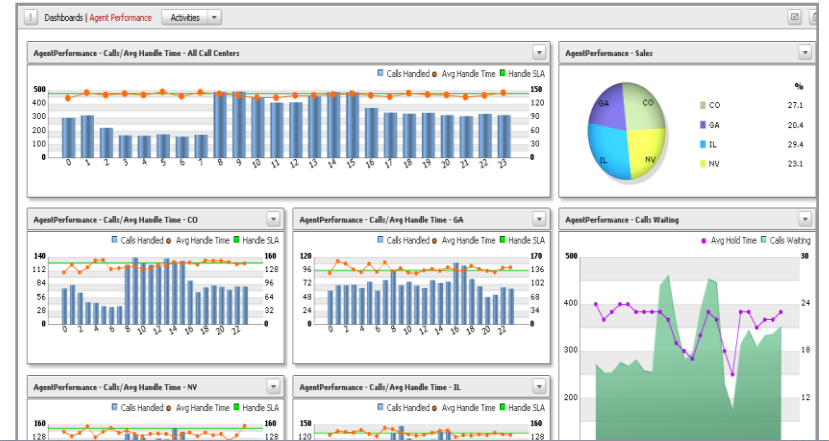 Dashboards | Agent Performance Activities
AgentPerformance - Calls/Avg Handle Time - All Call Centers
Calls Handled Avg Handle Time Handle SLA
500 150
400 120
300 90
200 60
100 30
0 0
0 1 2 3 4 5 6 7 8 9 10 11 12 13 14 15 16 17 18 19 20 21 22 23
AgentPerformance - Sales
%
CO 27.1
GA 20.4
IL 29.4
NV 23.1
GA CO
IL NV
AgentPerformance - Calls/Avg Handle Time - CO
Calls Handled Avg Handle Time Handle SLA
140 160
112 128
84 96
56 64
28 32
0 0
0 2 4 6 8 10 12 14 16 18 20 22
AgentPerformance - Calls/Avg Handle Time - GA
Calls Handled Avg Handle Time Handle SLA
120 170
96 136
72 102
48 68
24 34
0 0
0 2 4 6 8 10 12 14 16 18 20 22
AgentPerformance - Calls Waiting
Avg Hold Time Calls Waiting
500 30
400 24
300 18
200 12
AgentPerformance - Calls/Avg Handle Time - NV
Calls Handled Avg Handle Time Handle SLA
160 160
128 128
AgentPerformance - Calls/Avg Handle Time - IL
Calls Handled Avg Handle Time Handle SLA
150 160
120 128